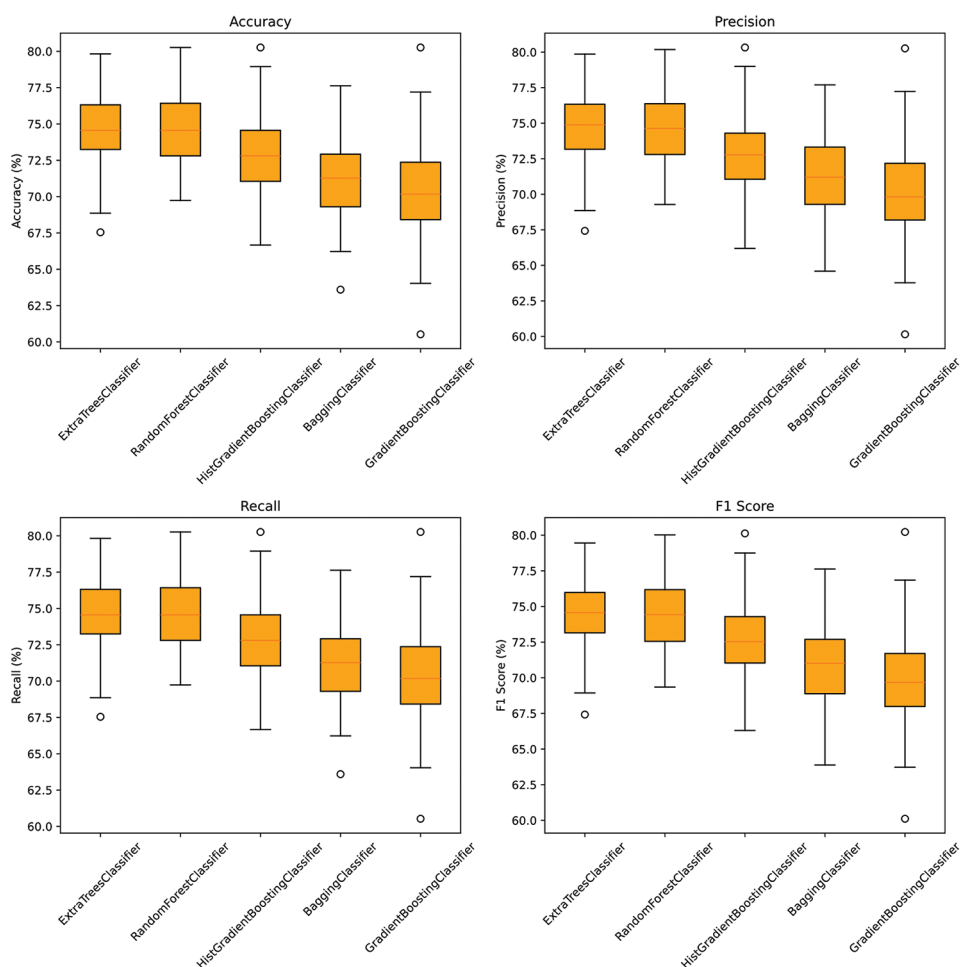 Accuracy
80.0
77.5
75.0
72.5
70.0
67.5
65.0
62.5
60.0
Accuracy (%)
ExtraTreesClassifier
RandomForestClassifier
HistGradientBoostingClassifier
BaggingClassifier
GradientBoostingClassifier
Precision
80.0
77.5
75.0
72.5
70.0
67.5
65.0
62.5
60.0
Precision (%)
ExtraTreesClassifier
RandomForestClassifier
HistGradientBoostingClassifier
BaggingClassifier
GradientBoostingClassifier
Recall
80.0
77.5
75.0
72.5
70.0
67.5
65.0
62.5
60.0
Recall (%)
ExtraTreesClassifier
RandomForestClassifier
HistGradientBoostingClassifier
BaggingClassifier
GradientBoostingClassifier
F1 Score
80.0
77.5
75.0
72.5
70.0
67.5
65.0
62.5
60.0
F1 Score (%)
ExtraTreesClassifier
RandomForestClassifier
HistGradientBoostingClassifier
BaggingClassifier
GradientBoostingClassifier